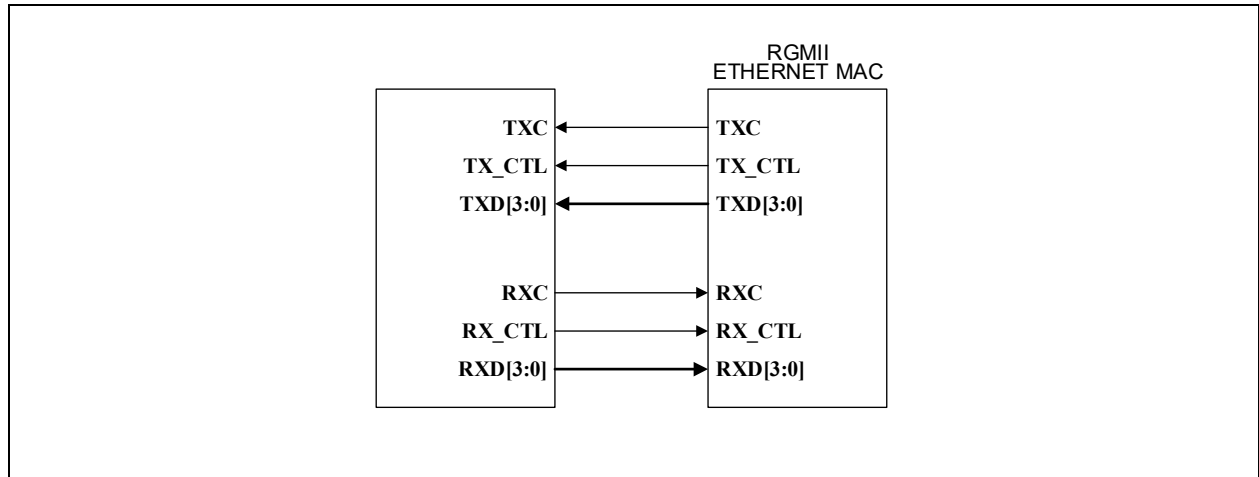 RGMII
ETHERNET MAC
TXC TXC
TX_CTL TX_CTL
TXD[3:0] TXD[3:0]
RXC RXC
RX_CTL RX_CTL
RXD[3:0] RXD[3:0]